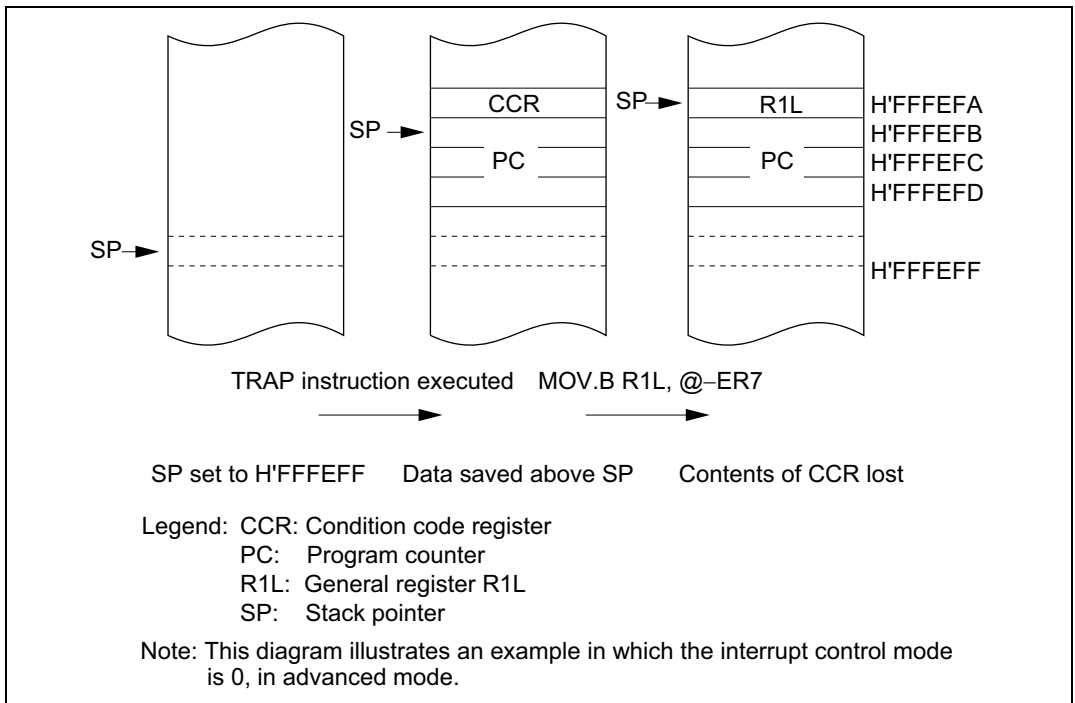 CCR SP R1L H'FFFEFA
SP H'FFFEFB
PC PC H'FFFEFC
H'FFFEFD
SP
H'FFFEFF
TRAP instruction executed MOV.B R1L, @–ER7
SP set to H'FFFEFF Data saved above SP Contents of CCR lost
Legend: CCR: Condition code register
PC: Program counter
R1L: General register R1L
SP: Stack pointer
Note: This diagram illustrates an example in which the interrupt control mode
is 0, in advanced mode.